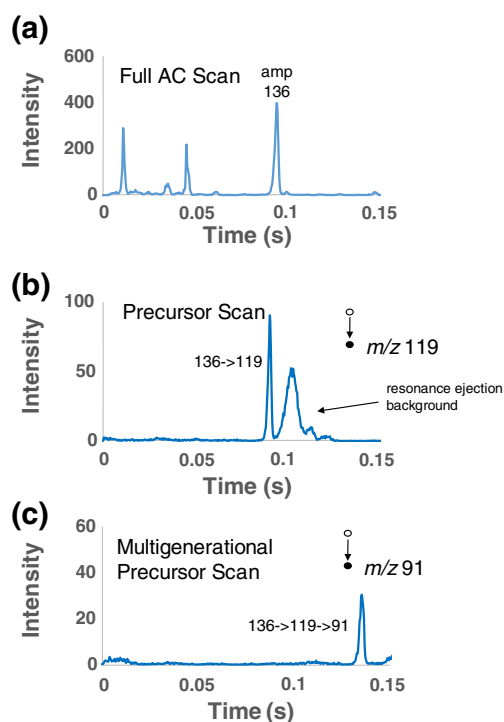 (a)
600
400
200
0
Intensity
Full AC Scan
amp
136
0
0.05
0.1
0.15
Time (s)
(b)
100
50
0
Intensity
Precursor Scan
136->119
m/z 119
resonance ejection
background
0
0.05
0.1
0.15
Time (s)
(c)
60
40
20
0
Intensity
Multigenerational
Precursor Scan
m/z 91
136->119->91
0
0.05
0.1
0.15
Time (s)